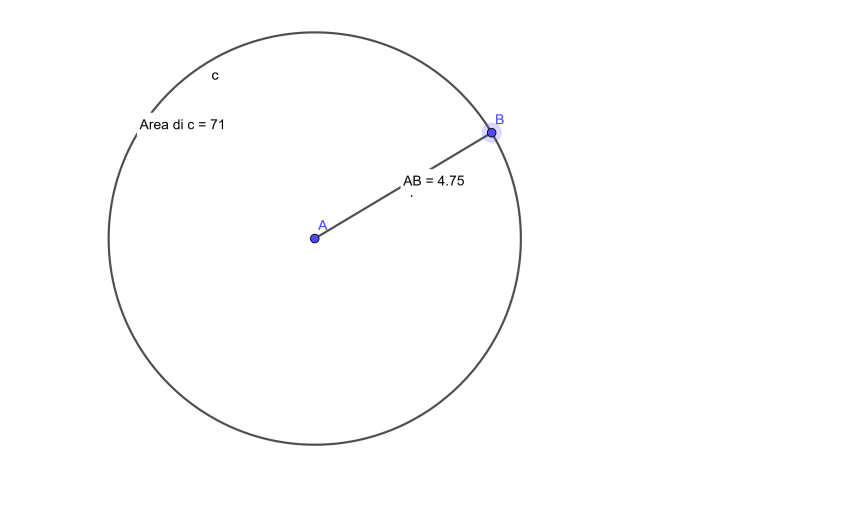 c
B
Area di c = 71
AB = 4.75
A